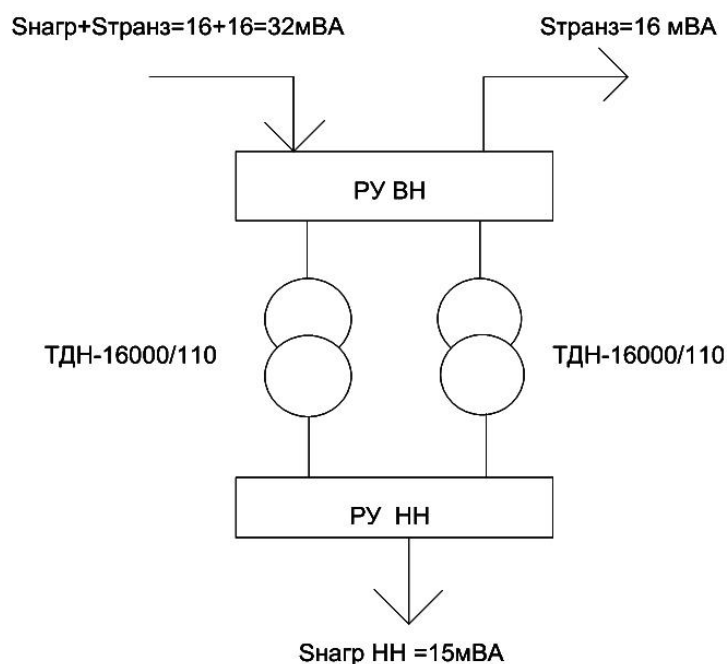 Sнагр+Sтранз=16+16=32мВА
Sтранз=16 мВА
РУ ВН
ТДН-16000/110
ТДН-16000/110
РУ НН
Sнагр НН =15мВА